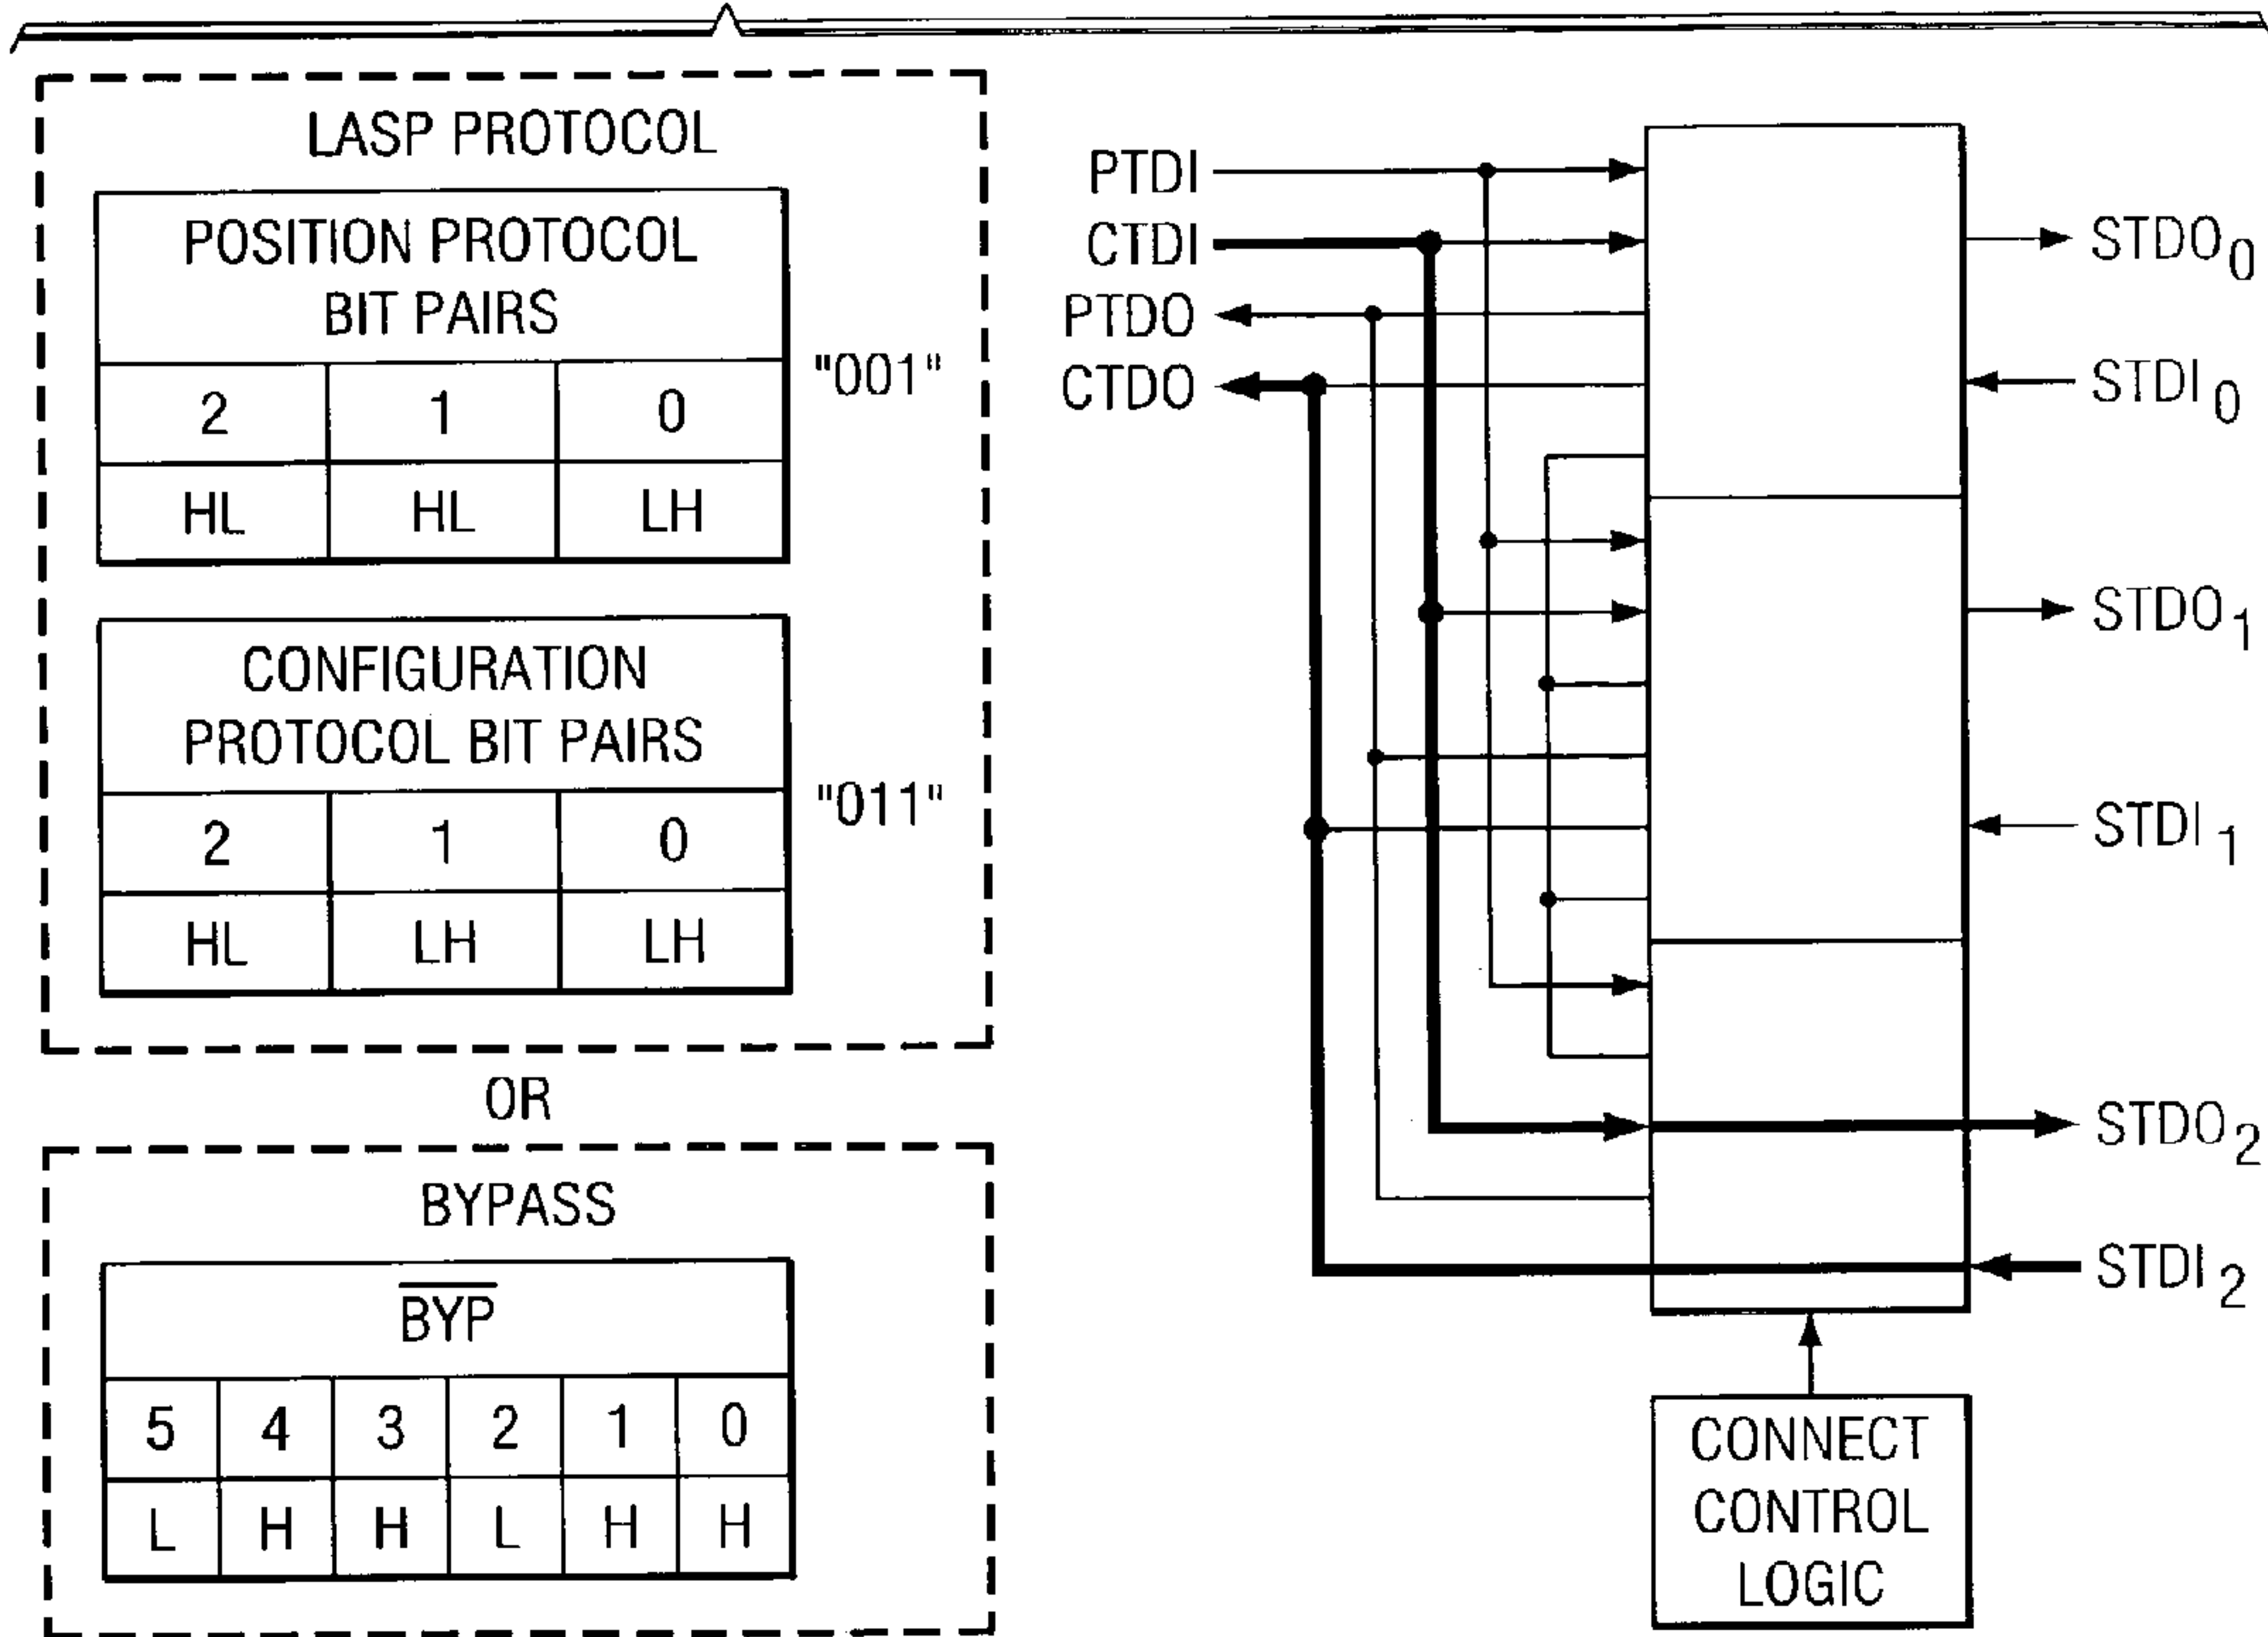 LASP PROTOCOL
POSITION PROTOCOL
BIT PAIRS
2 1 0
HL HL LH
"001"
CONFIGURATION
PROTOCOL BIT PAIRS
2 1 0
HL LH LH
"011"
OR
BYPASS
BYP
5 4 3 2 1 0
L H H L H H
PTDI
CTDI
PTDO
CTDO
STDO0
STDI0
STDO1
STDI1
STDO2
STDI2
CONNECT
CONTROL
LOGIC